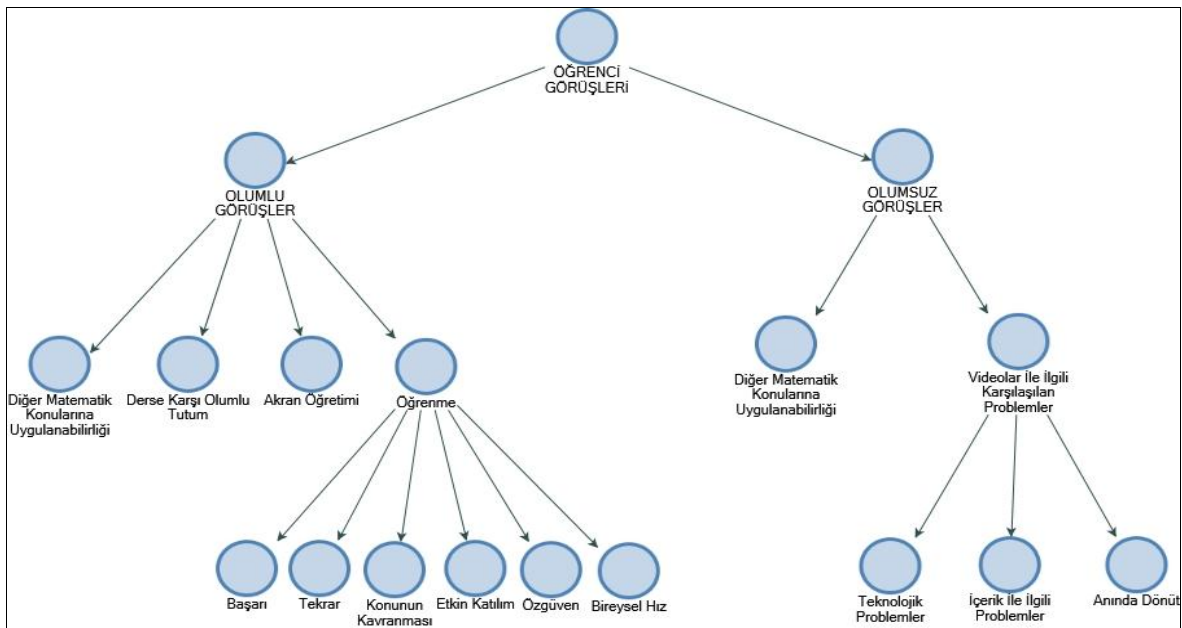 ÖĞRENCİ
GÖRÜŞLERİ
OLUMLU
GÖRÜŞLER
OLUMSUZ
GÖRÜŞLER
Diğer Matematik
Konularına
Uygulanabilirliği
Derse Karşı Olumlu
Tutum
Akran Öğretimi
Öğrenme
Diğer Matematik
Konularına
Uygulanabilirliği
Videolar İle İlgili
Karşılaşılan
Problemler
Başarı
Tekrar
Konunun
Kavranması
Etkin Katılım
Özgüven
Bireysel Hız
Teknolojik
Problemler
İçerik İle İlgili
Problemler
Anında Dönüt